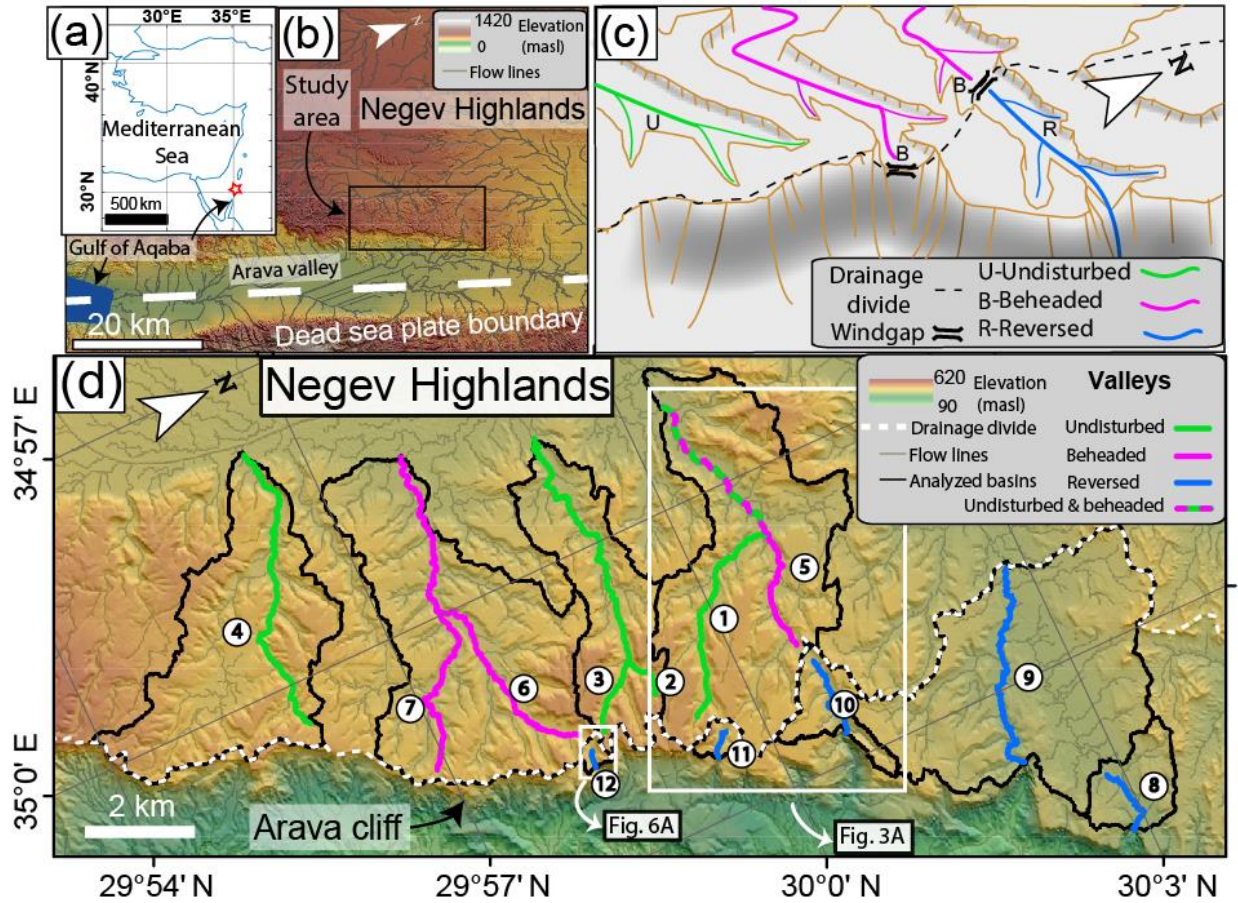 (a)
40°N
30°N
30°E
35°E
Mediterranean
Sea
500 km
Gulf of Aqaba
(b)
N
1420
0
Elevation
(masl)
Flow lines
Study
area
Negev Highlands
Arava valley
20 km
Dead sea plate boundary
(c)
N
U
B
B
R
Drainage
divide
Windgap
U-Undisturbed
B-Beheaded
R-Reversed
(d)
Negev Highlands
N
620
90
Elevation
(masl)
Drainage divide
Flow lines
Analyzed basins
Valleys
Undisturbed
Beheaded
Reversed
Undisturbed & beheaded
34°57' E
35°0' E
4
7
6
3
2
1
5
10
11
12
9
8
2 km
Arava cliff
Fig. 6A
Fig. 3A
29°54' N
29°57' N
30°0' N
30°3' N